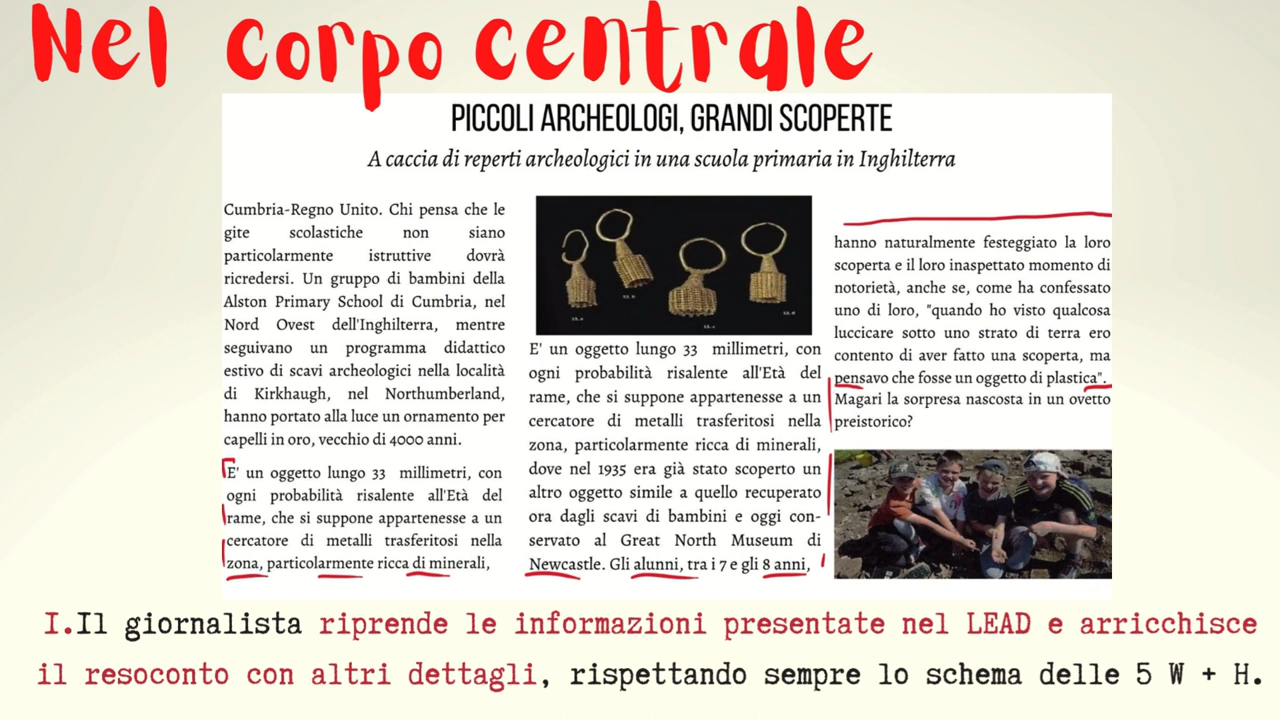 Nel corpo centrale
PICCOLI ARCHEOLOGI, GRANDI SCOPERTE
A caccia di reperti archeologici in una scuola primaria in Inghilterra
Cumbria-Regno Unito. Chi pensa che le
gite scolastiche non siano
particolarmente istruttive dovrà
ricredersi. Un gruppo di bambini della
Alston Primary School di Cumbria, nel
Nord Ovest dell'Inghilterra, mentre
seguivano un programma didattico
estivo di scavi archeologici nella località
di Kirkhaugh, nel Northumberland,
hanno portato alla luce un ornamento per
capelli in oro, vecchio di 4000 anni.
E' un oggetto lungo 33 millimetri, con
ogni probabilità risalente all'Età del
rame, che si suppone appartenesse a un
cercatore di metalli trasferitosi nella
zona, particolarmente ricca di minerali,
E' un oggetto lungo 33 millimetri, con
ogni probabilità risalente all'Età del
rame, che si suppone appartenesse a un
cercatore di metalli trasferitosi nella
zona, particolarmente ricca di minerali,
dove nel 1935 era già stato scoperto un
altro oggetto simile a quello recuperato
ora dagli scavi di bambini e oggi con-
servato al Great North Museum di
Newcastle. Gli alunni, tra i 7 e gli 8 anni,
hanno naturalmente festeggiato la loro
scoperta e il loro inaspettato momento di
notorietà, anche se, come ha confessato
uno di loro, "quando ho visto qualcosa
luccicare sotto uno strato di terra ero
contento di aver fatto una scoperta, ma
pensavo che fosse un oggetto di plastica".
Magari la sorpresa nascosta in un ovetto
preistorico?
I.Il giornalista riprende le informazioni presentate nel LEAD e arricchisce
il resoconto con altri dettagli, rispettando sempre lo schema delle 5 W + H.